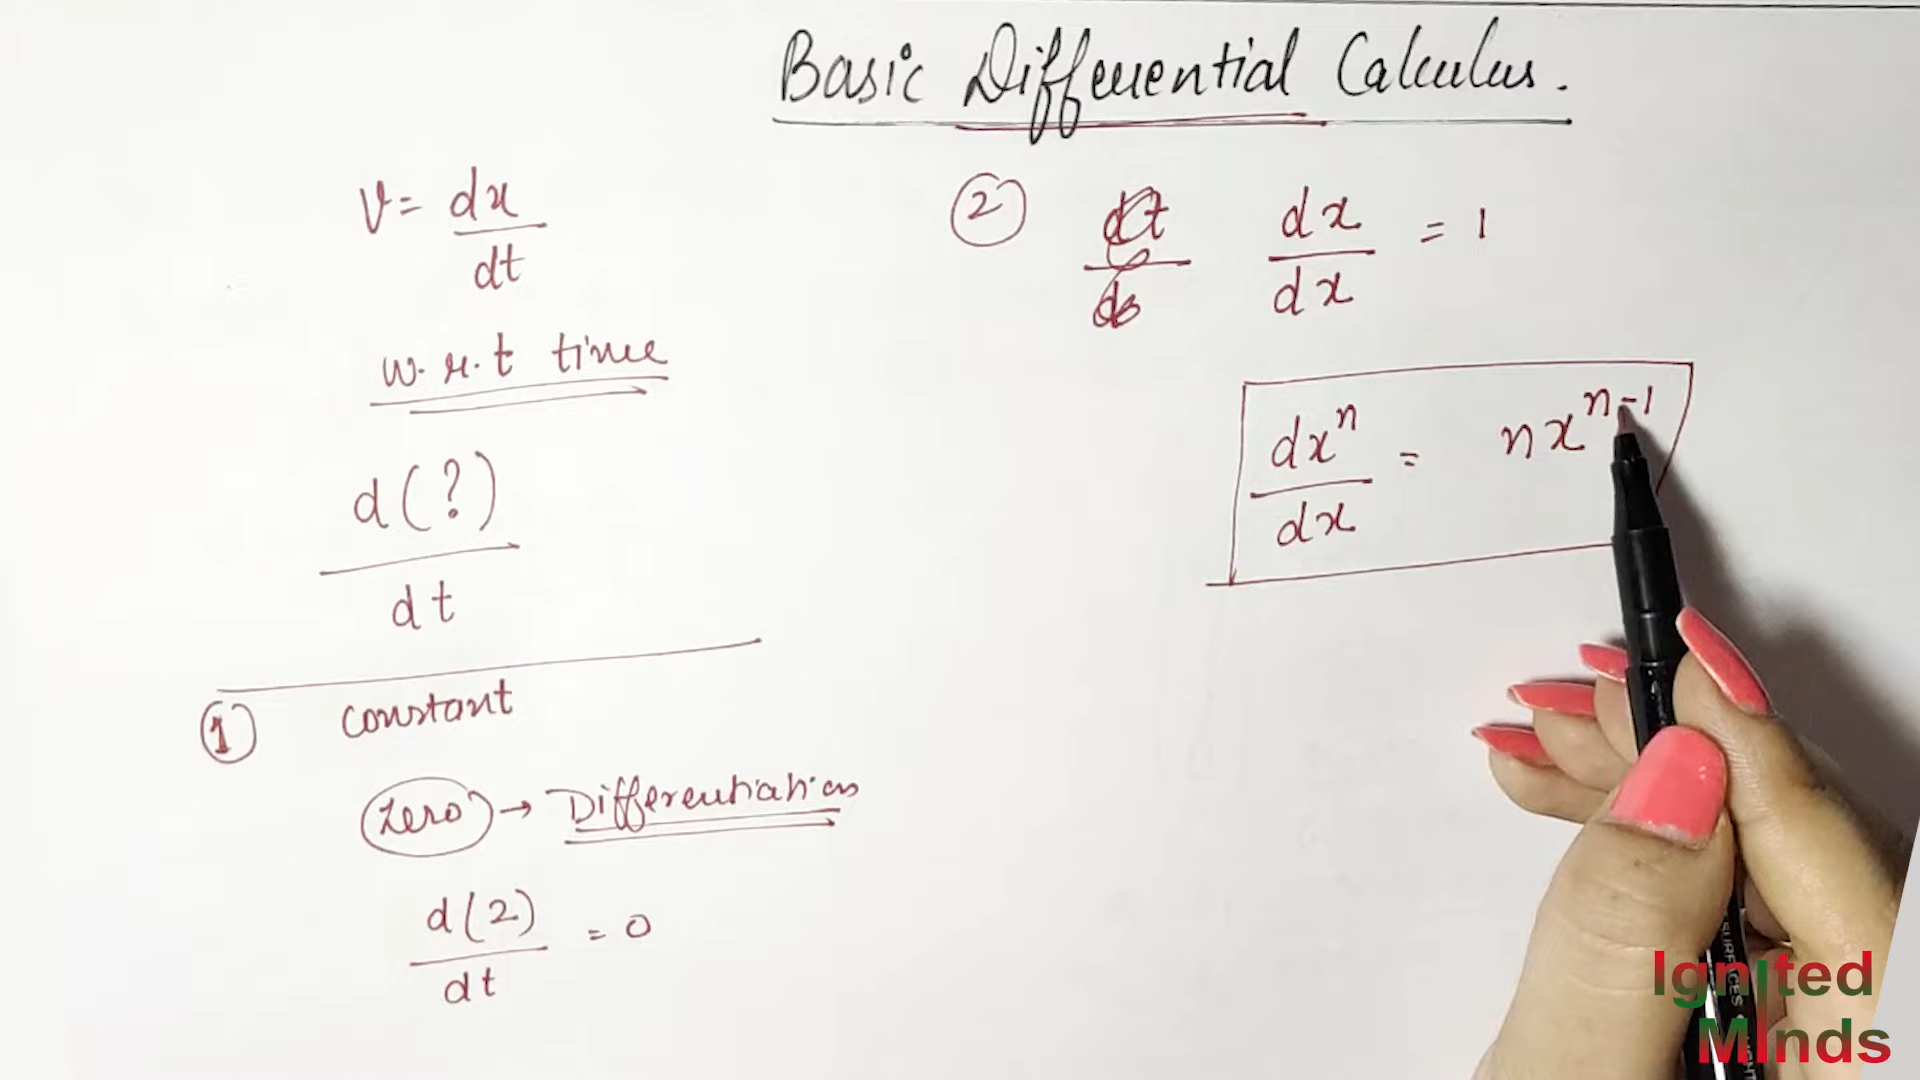 Basic Differential Calculus.
v = dx
dt
w.r.t time
d(?)
dt
1 constant
zero → Differentiation
d(2) = 0
dt
2 dx = 1
dx
dxⁿ = nxⁿ⁻¹
dx
SURFACES
Ignited
Minds